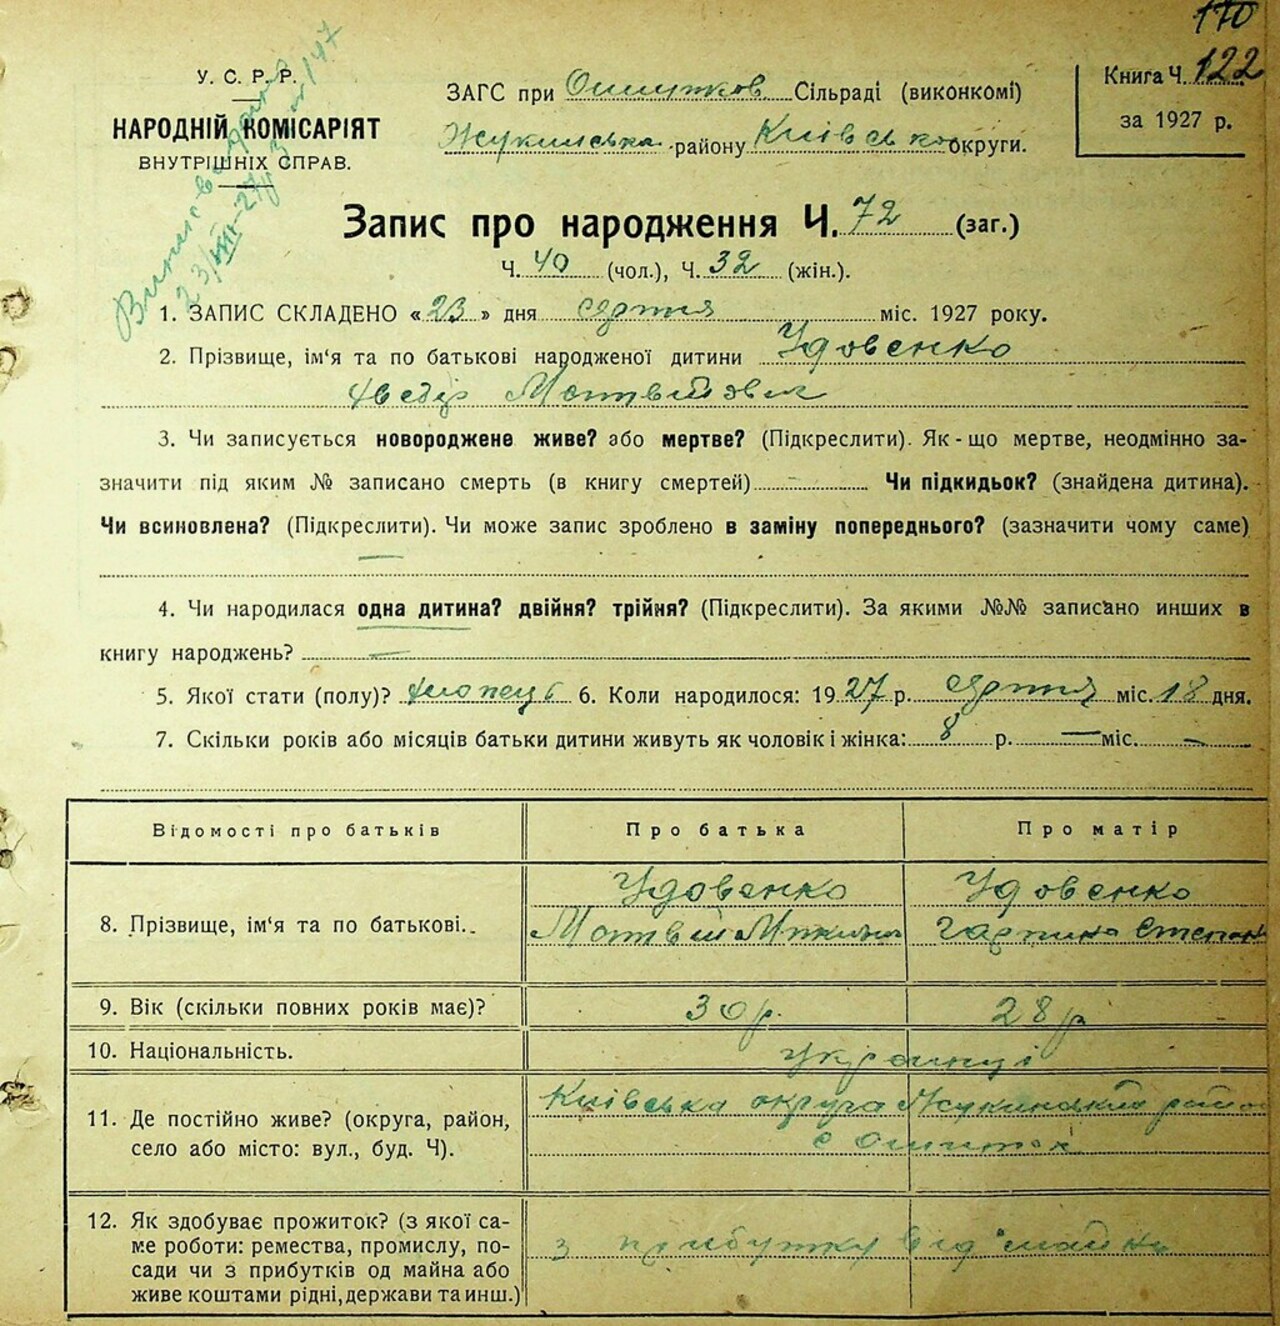 170
У. С. Р. Р.
НАРОДНІЙ КОМІСАРІЯТ
ВНУТРІШНІХ СПРАВ.
ЗАГС при Сільраді (виконкомі)
району Київсько округи.
Книга Ч. 122
за 1927 р.
Запис про народження Ч. 72 (заг.)
Ч. 40 (чол.), Ч. 32 (жін.).
1. ЗАПИС СКЛАДЕНО «23» дня серпня міс. 1927 року.
2. Прізвище, ім'я та по батькові народженої дитини Удовенко
Матвійович
3. Чи записується новороджене живе? або мертве? (Підкреслити). Як-що мертве, неодмінно за-
значити під яким № записано смерть (в книгу смертей) Чи підкидьок? (знайдена дитина).
Чи всиновлена? (Підкреслити). Чи може запис зроблено в заміну попереднього? (зазначити чому саме)
4. Чи народилася одна дитина? двійня? трійня? (Підкреслити). За якими №№ записано инших в
книгу народжень?
5. Якої стати (полу)? хлопець 6. Коли народилося: 1927 р. серпня міс. 18 дня.
7. Скільки років або місяців батьки дитини живуть як чоловік і жінка: 8 р. — міс. —
Відомості про батьків Про батька Про матір
8. Прізвище, ім'я та по батькові.. Удовенко Удовенко
Матвій Степан
9. Вік (скільки повних років має)? 30 р. 28 р
10. Національність. Українці
11. Де постійно живе? (округа, район, Київська округа Жукинський район
село або місто: вул., буд. Ч). с
12. Як здобуває прожиток? (з якої са-
ме роботи: ремества, промислу, по- з прибутку від майна
сади чи з прибутків од майна або
живе коштами рідні, держави та инш.)